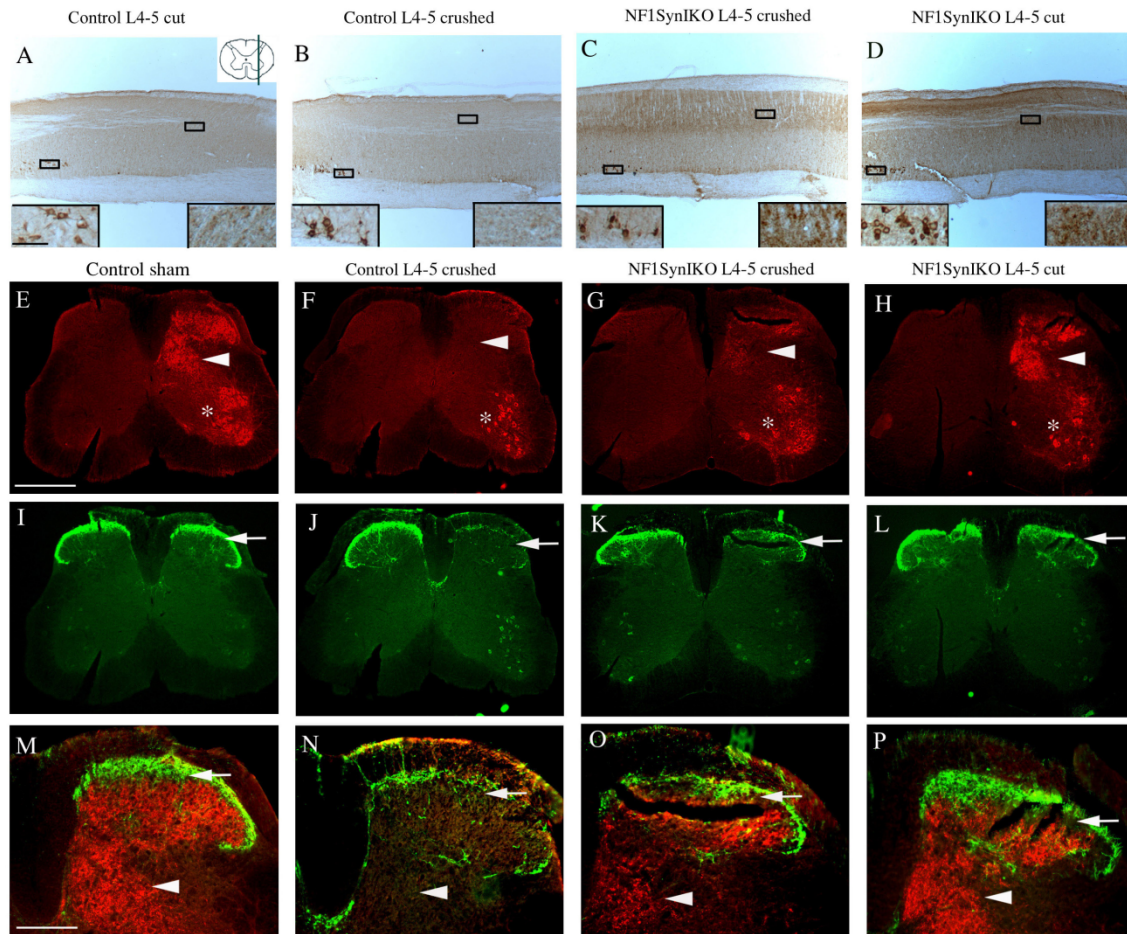 Control L4-5 cut
Control L4-5 crushed
NF1SynIKO L4-5 crushed
NF1SynIKO L4-5 cut
A
B
C
D
Control sham
Control L4-5 crushed
NF1SynIKO L4-5 crushed
NF1SynIKO L4-5 cut
E
F
G
H
*
*
*
*
I
J
K
L
M
N
O
P